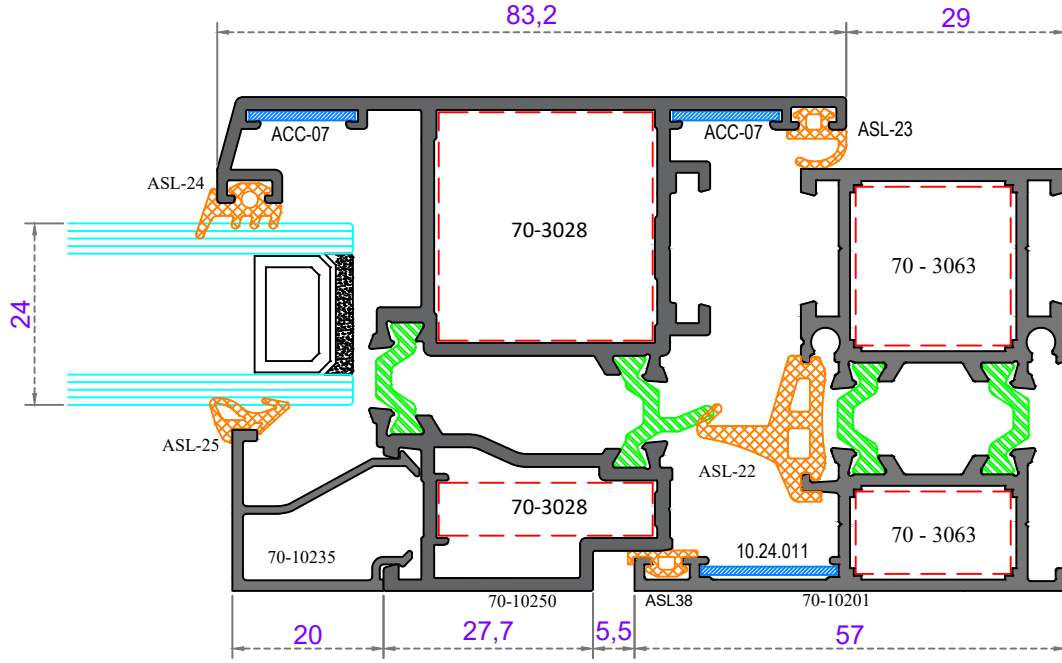 83,2
29
ACC-07
ACC-07
ASL-23
ASL-24
70-3028
70 - 3063
24
ASL-25
ASL-22
70-3028
70 - 3063
70-10235
10.24.011
70-10250
ASL38
70-10201
20
27,7
5,5
57